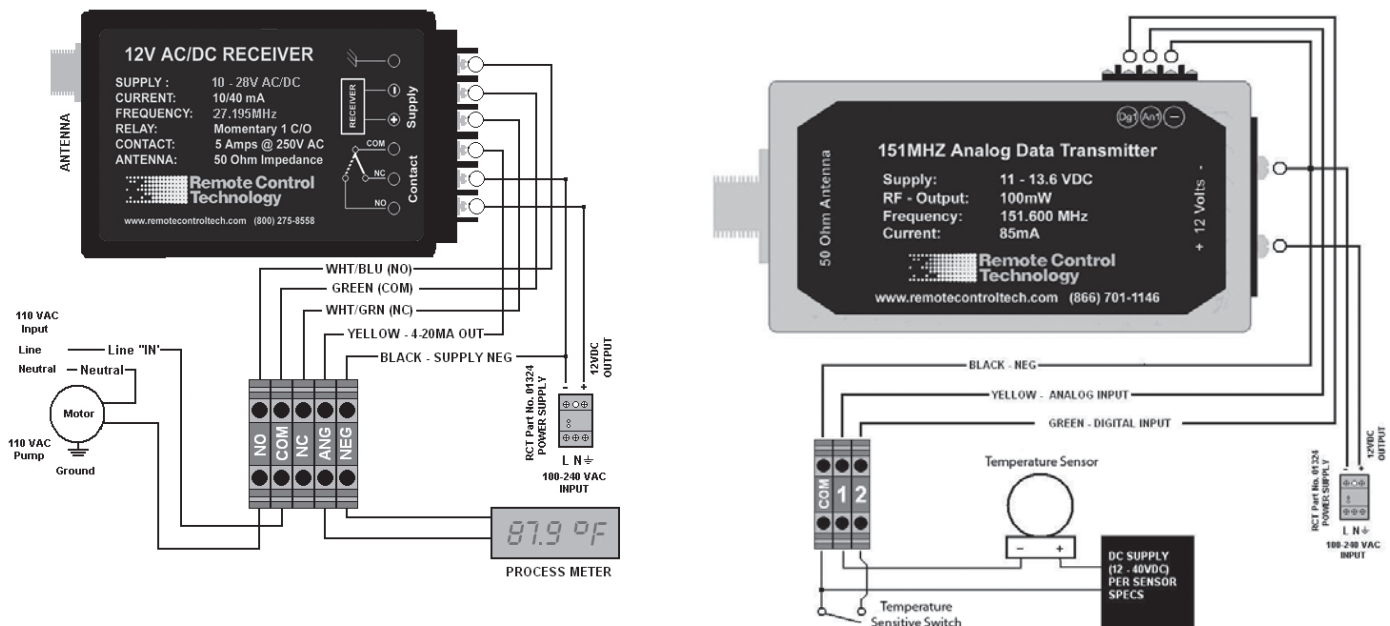 12V AC/DC RECEIVER
SUPPLY : 10 - 28V AC/DC
CURRENT: 10/40 mA
FREQUENCY: 27.195MHz
RELAY: Momentary 1 C/O
CONTACT: 5 Amps @ 250V AC
ANTENNA: 50 Ohm Impedance
Remote Control
Technology
www.remotecontroltech.com (800) 275-8558
ANTENNA
RECEIVER
Supply
COM
NC
NO
Contact
WHT/BLU (NO)
GREEN (COM)
WHT/GRN (NC)
YELLOW - 4-20MA OUT
BLACK - SUPPLY NEG
110 VAC
Input
Line
Line "IN"
Neutral
Neutral
Motor
110 VAC
Pump
Ground
NO
COM
NC
ANG
NEG
RCT Part No. 01324
POWER SUPPLY
- +
12VDC
OUTPUT
L N
100-240 VAC
INPUT
87.9 ºF
PROCESS METER
Dg1 An1 -
151MHZ Analog Data Transmitter
Supply: 11 - 13.6 VDC
RF - Output: 100mW
Frequency: 151.600 MHz
Current: 85mA
Remote Control
Technology
www.remotecontroltech.com (866) 701-1146
50 Ohm Antenna
+ 12 Volts -
BLACK - NEG
YELLOW - ANALOG INPUT
GREEN - DIGITAL INPUT
COM
1
2
Temperature Sensor
- +
DC SUPPLY
(12 - 40VDC)
PER SENSOR
SPECS
Temperature
Sensitive Switch
RCT Part No. 01324
POWER SUPPLY
- +
12VDC
OUTPUT
L N
100-240 VAC
INPUT